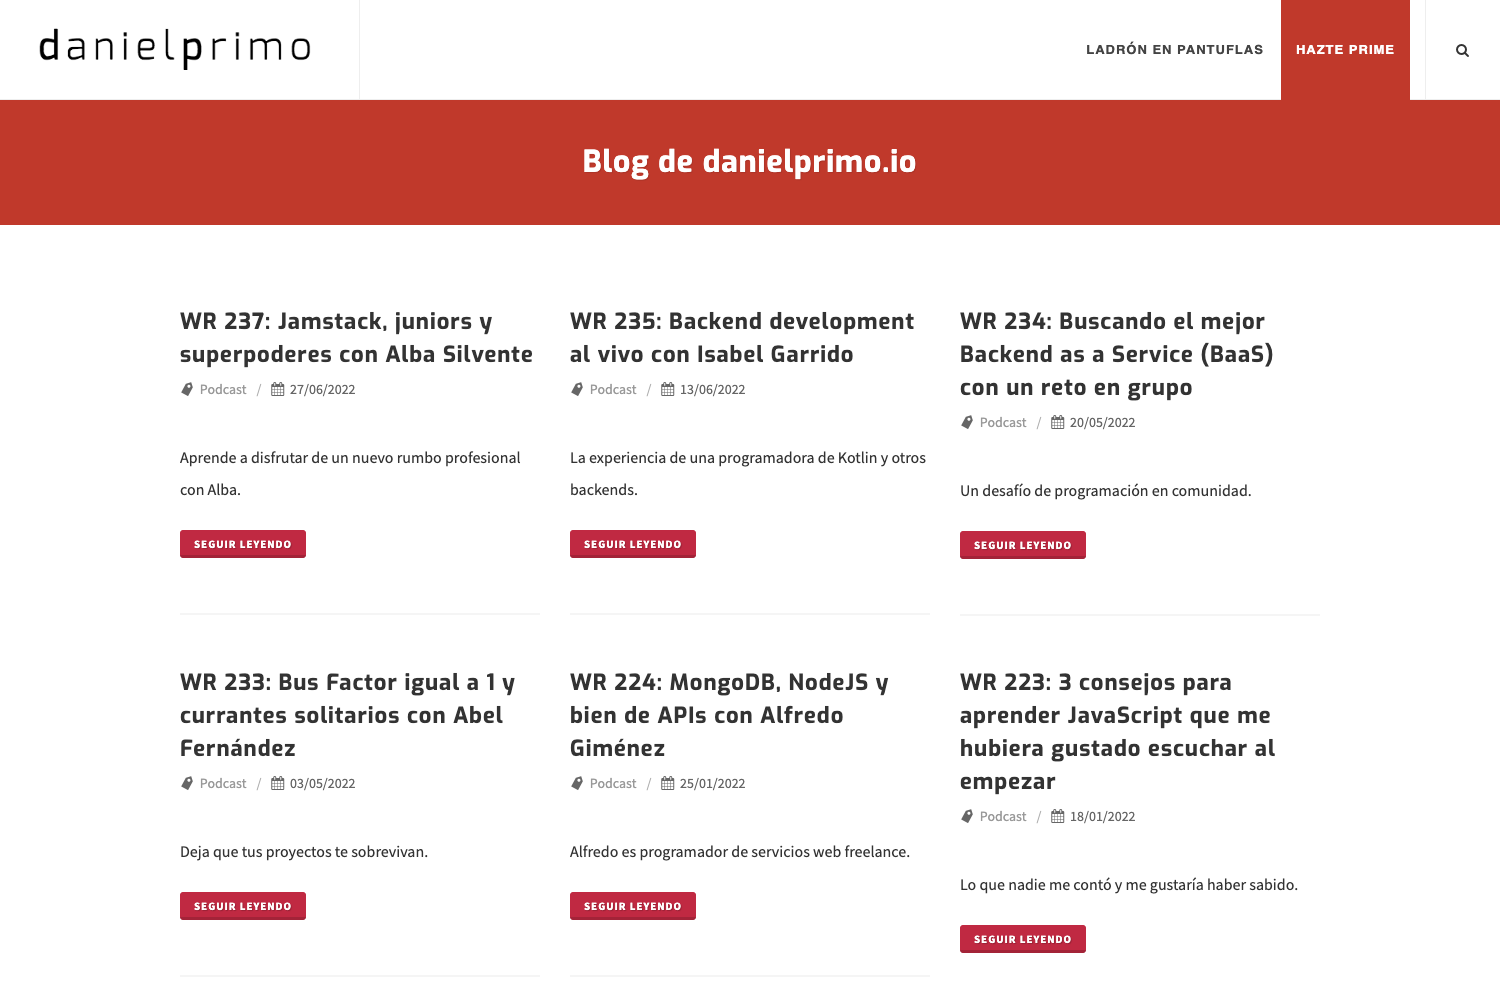 danielprimo
LADRÓN EN PANTUFLAS
HAZTE PRIME
Blog de danielprimo.io
WR 237: Jamstack, juniors y
superpoderes con Alba Silvente
Podcast / 27/06/2022
Aprende a disfrutar de un nuevo rumbo profesional
con Alba.
SEGUIR LEYENDO
WR 235: Backend development
al vivo con Isabel Garrido
Podcast / 13/06/2022
La experiencia de una programadora de Kotlin y otros
backends.
SEGUIR LEYENDO
WR 234: Buscando el mejor
Backend as a Service (BaaS)
con un reto en grupo
Podcast / 20/05/2022
Un desafío de programación en comunidad.
SEGUIR LEYENDO
WR 233: Bus Factor igual a 1 y
currantes solitarios con Abel
Fernández
Podcast / 03/05/2022
Deja que tus proyectos te sobrevivan.
SEGUIR LEYENDO
WR 224: MongoDB, NodeJS y
bien de APIs con Alfredo
Giménez
Podcast / 25/01/2022
Alfredo es programador de servicios web freelance.
SEGUIR LEYENDO
WR 223: 3 consejos para
aprender JavaScript que me
hubiera gustado escuchar al
empezar
Podcast / 18/01/2022
Lo que nadie me contó y me gustaría haber sabido.
SEGUIR LEYENDO